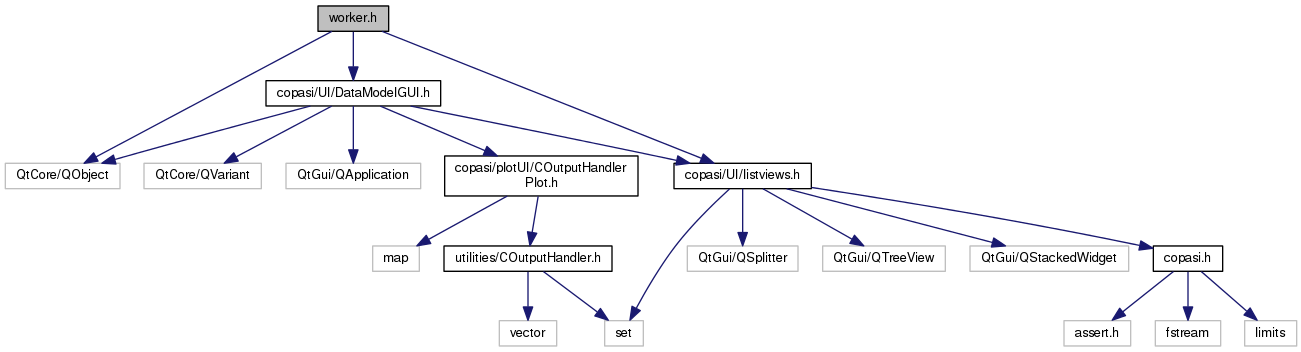 worker.h
copasi/UI/DataModelGUI.h
QtCore/QObject
QtCore/QVariant
QtGui/QApplication
copasi/plotUI/COutputHandler
Plot.h
copasi/UI/listviews.h
map
utilities/COutputHandler.h
QtGui/QSplitter
QtGui/QTreeView
QtGui/QStackedWidget
copasi.h
vector
set
assert.h
fstream
limits